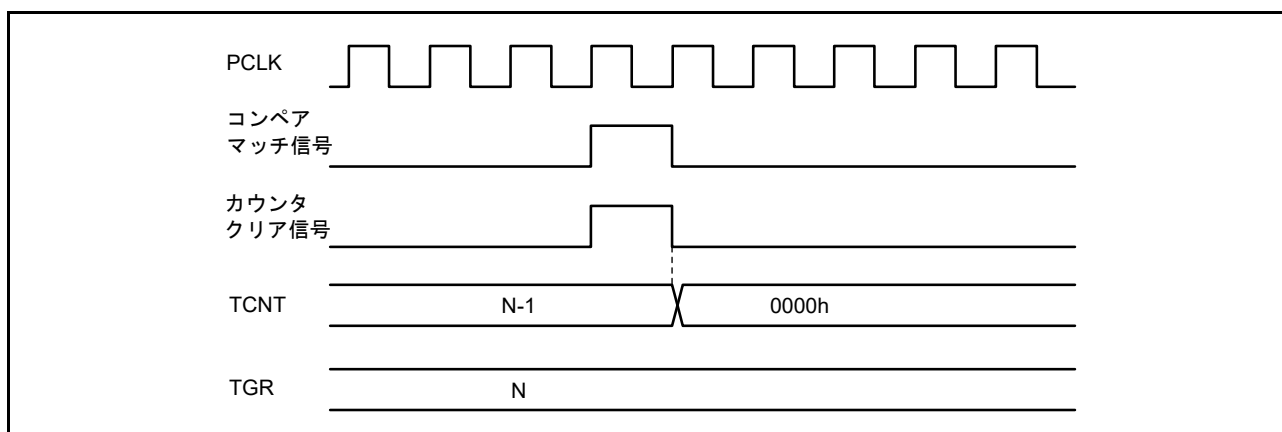 PCLK
コンペア
マッチ信号
カウンタ
クリア信号
TCNT N-1 0000h
TGR N